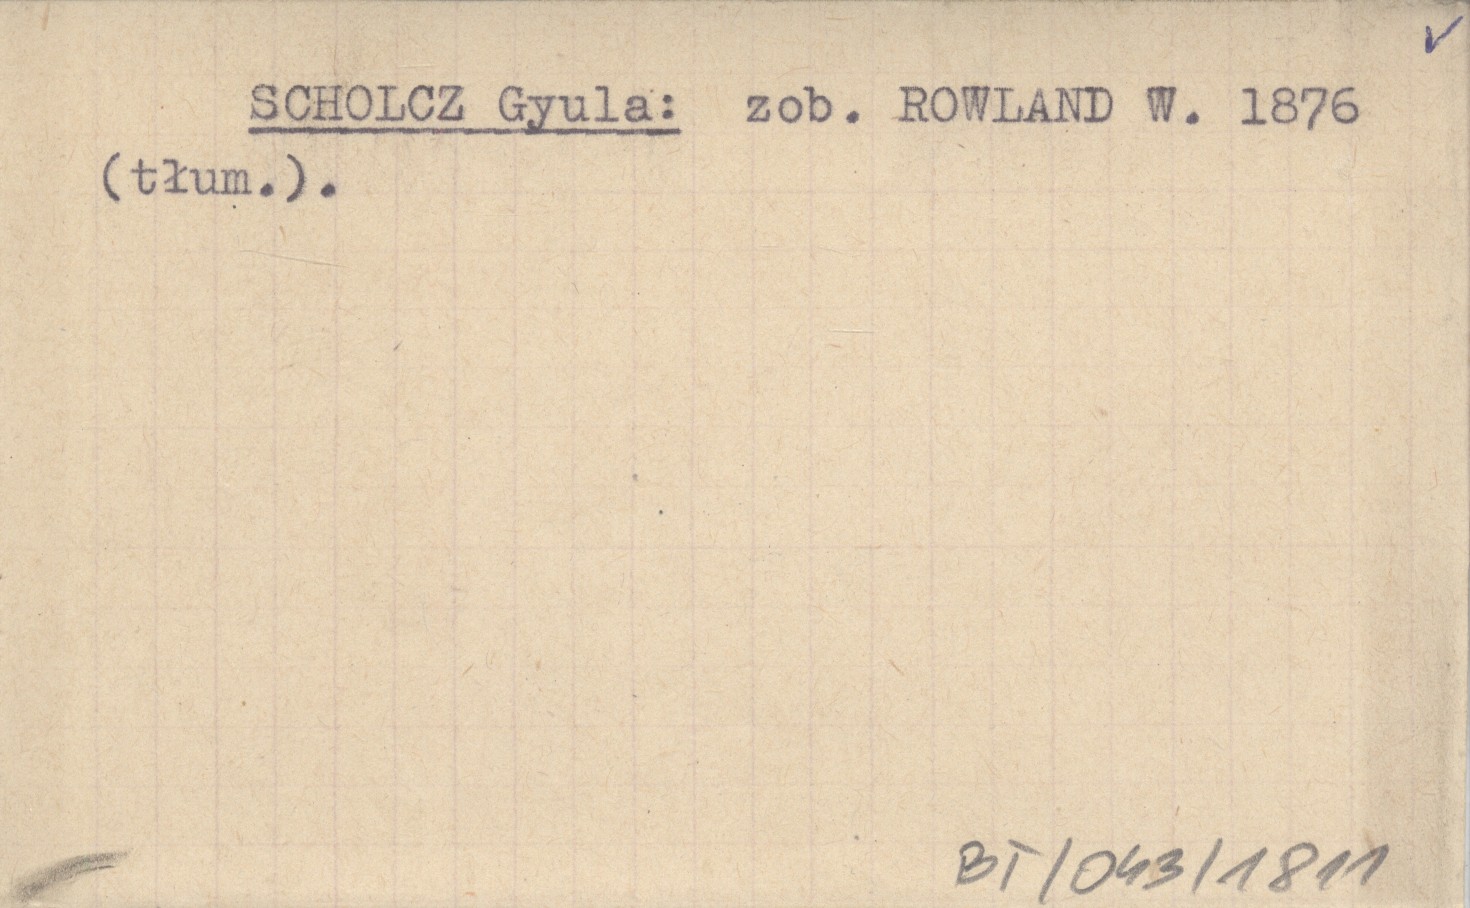 SCHOLCZ Gyula: zob. ROWLAND W. 1876
(tłum.).
BT/043/1811